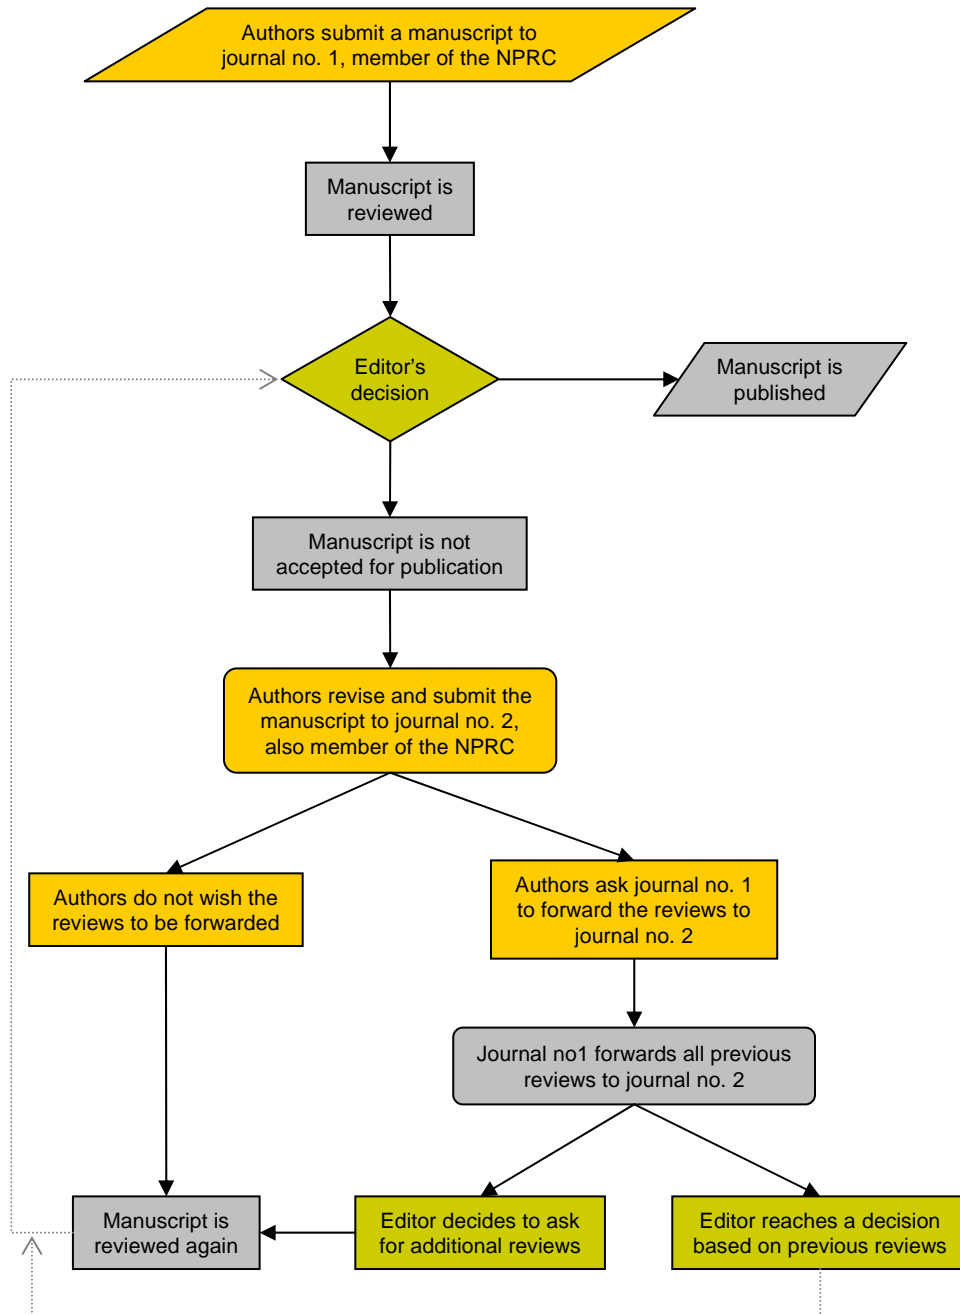 Authors submit a manuscript to
journal no. 1, member of the NPRC
Manuscript is
reviewed
Editor's
decision
Manuscript is
published
Manuscript is not
accepted for publication
Authors revise and submit the
manuscript to journal no. 2,
also member of the NPRC
Authors do not wish the
reviews to be forwarded
Authors ask journal no. 1
to forward the reviews to
journal no. 2
Journal no1 forwards all previous
reviews to journal no. 2
Manuscript is
reviewed again
Editor decides to ask
for additional reviews
Editor reaches a decision
based on previous reviews